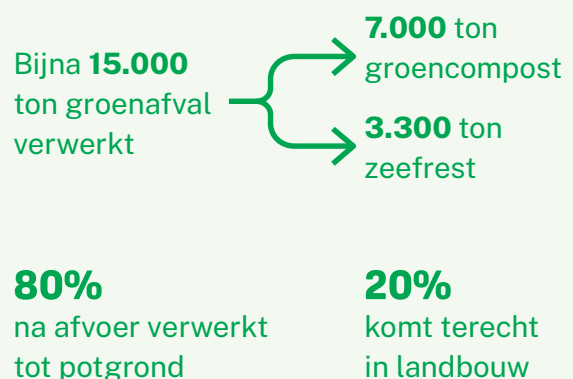 Bijna 15.000
ton groenafval
verwerkt
7.000 ton
groencompost
3.300 ton
zeefrest
80%
na afvoer verwerkt
tot potgrond
20%
komt terecht
in landbouw